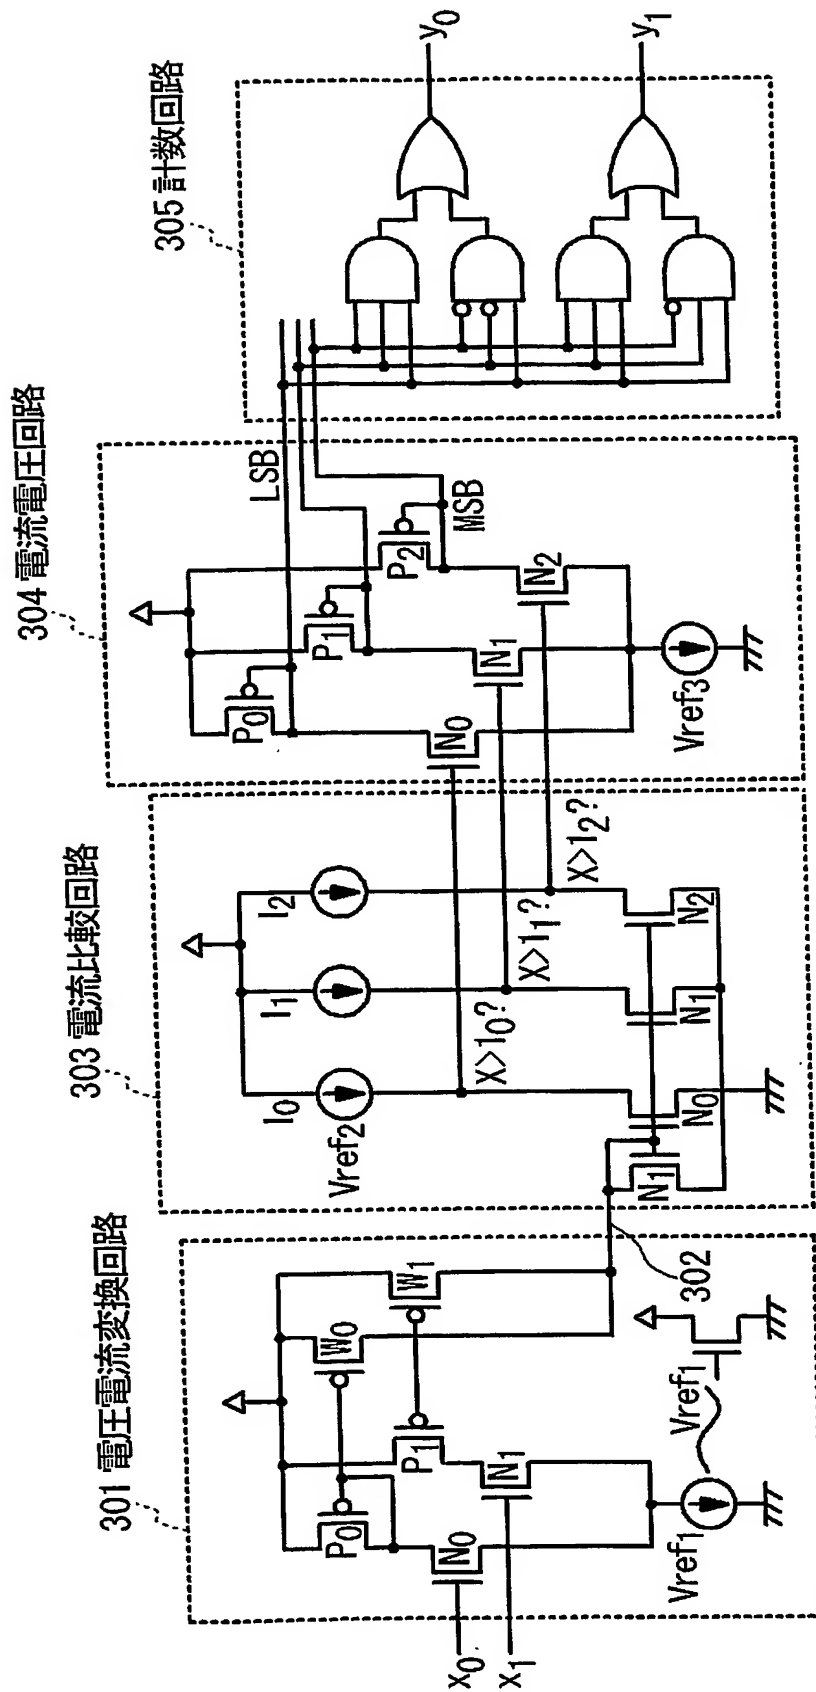 301 電圧電流変換回路
x0
x1
P0
N0
P1
N1
W0
W1
Vref1
Vref1
302
303 電流比較回路
I0
I1
I2
Vref2
X>I0?
X>I1?
X>I2?
N1
N0
N1
N2
304 電流電圧回路
P0
P1
P2
N0
N1
N2
LSB
MSB
Vref3
305 計数回路
y0
y1